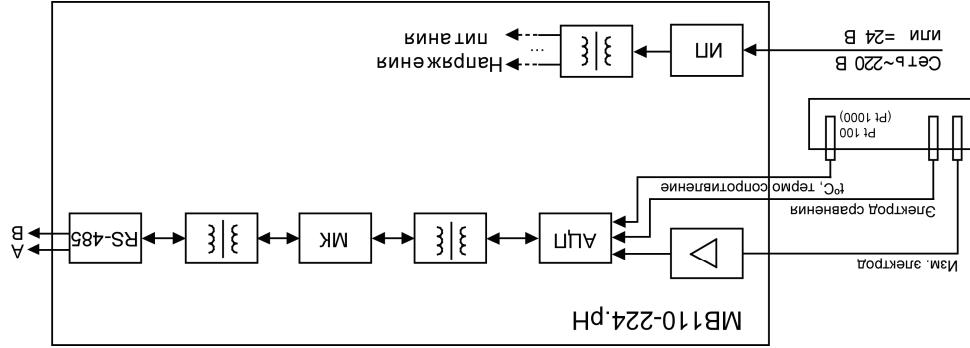 МВ110-224.рН
Изм. электрод
Электрод сравнения
t°C, термо сопротивление
АЦП
МК
RS-485
А
В
Pt 100
(Pt 1000)
Сеть~220 В
или =24 В
ИП
Напряжения
питания
...